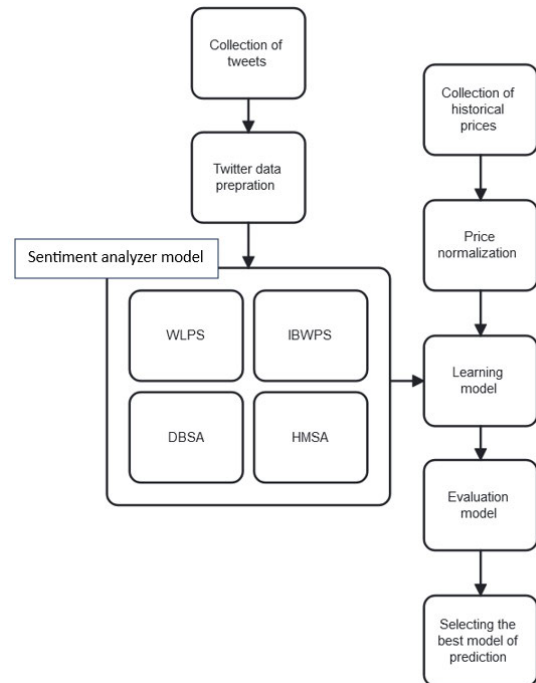 Collection of
tweets
Twitter data
prepration
Sentiment analyzer model
WLPS
IBWPS
DBSA
HMSA
Collection of
historical
prices
Price
normalization
Learning
model
Evaluation
model
Selecting the
best model of
prediction